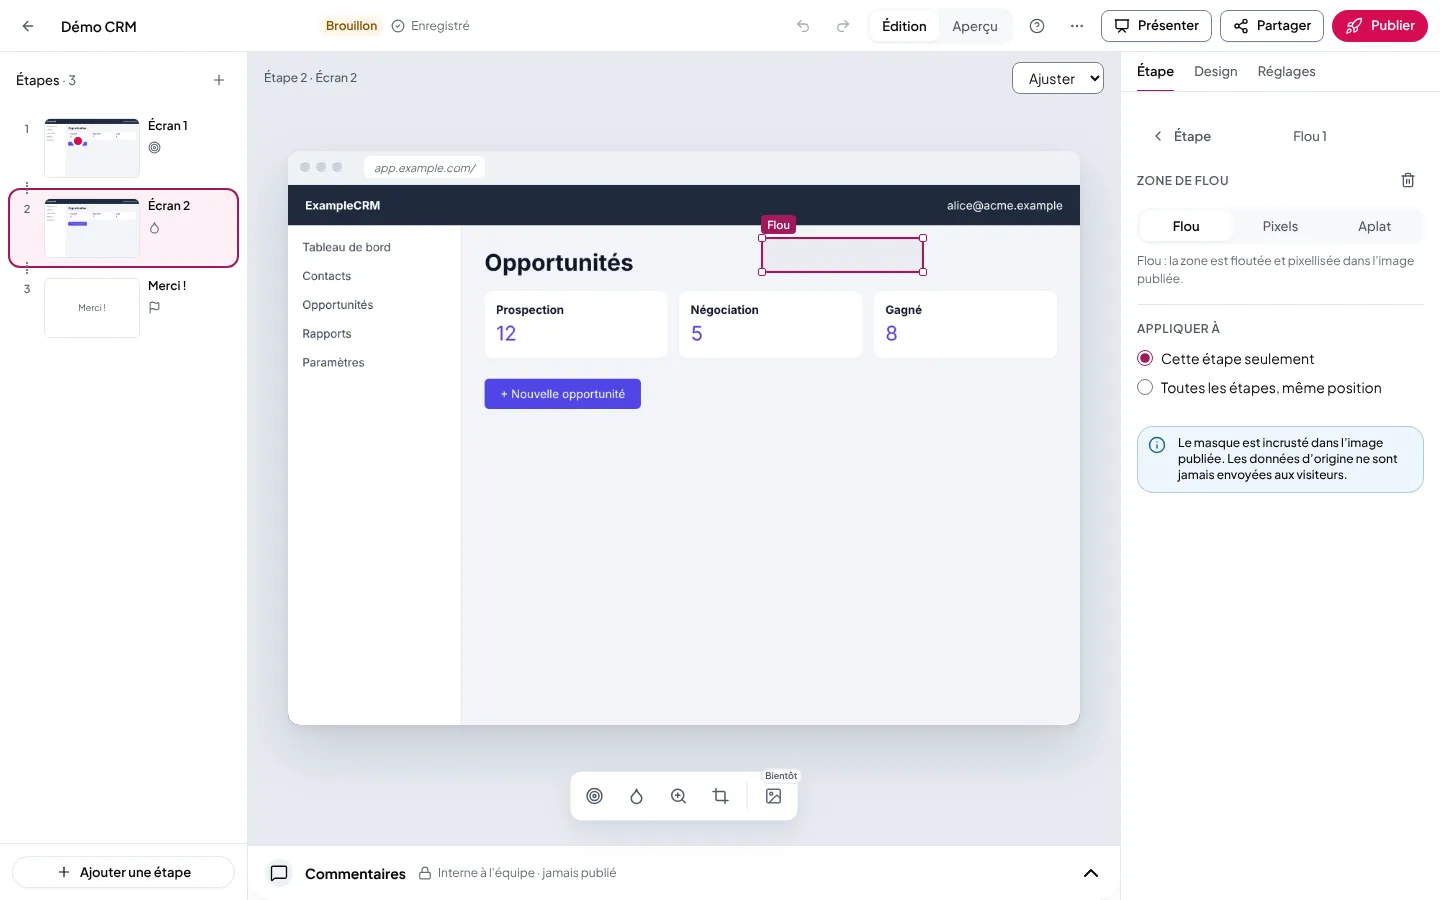 Démo CRM
Brouillon
Enregistré
Édition
Aperçu
Présenter
Partager
Publier
Étapes · 3
1
Écran 1
2
Écran 2
3
Merci !
Merci !
Ajouter une étape
Étape 2 · Écran 2
Ajuster
app.example.com/
ExampleCRM
alice@acme.example
Tableau de bord
Contacts
Opportunités
Rapports
Paramètres
Flou
Opportunités
Prospection
12
Négociation
5
Gagné
8
+ Nouvelle opportunité
Bientôt
Commentaires
Interne à l'équipe · jamais publié
Étape
Design
Réglages
Étape
Flou 1
ZONE DE FLOU
Flou
Pixels
Aplat
Flou : la zone est floutée et pixellisée dans l'image
publiée.
APPLIQUER À
Cette étape seulement
Toutes les étapes, même position
Le masque est incrusté dans l'image
publiée. Les données d'origine ne sont
jamais envoyées aux visiteurs.